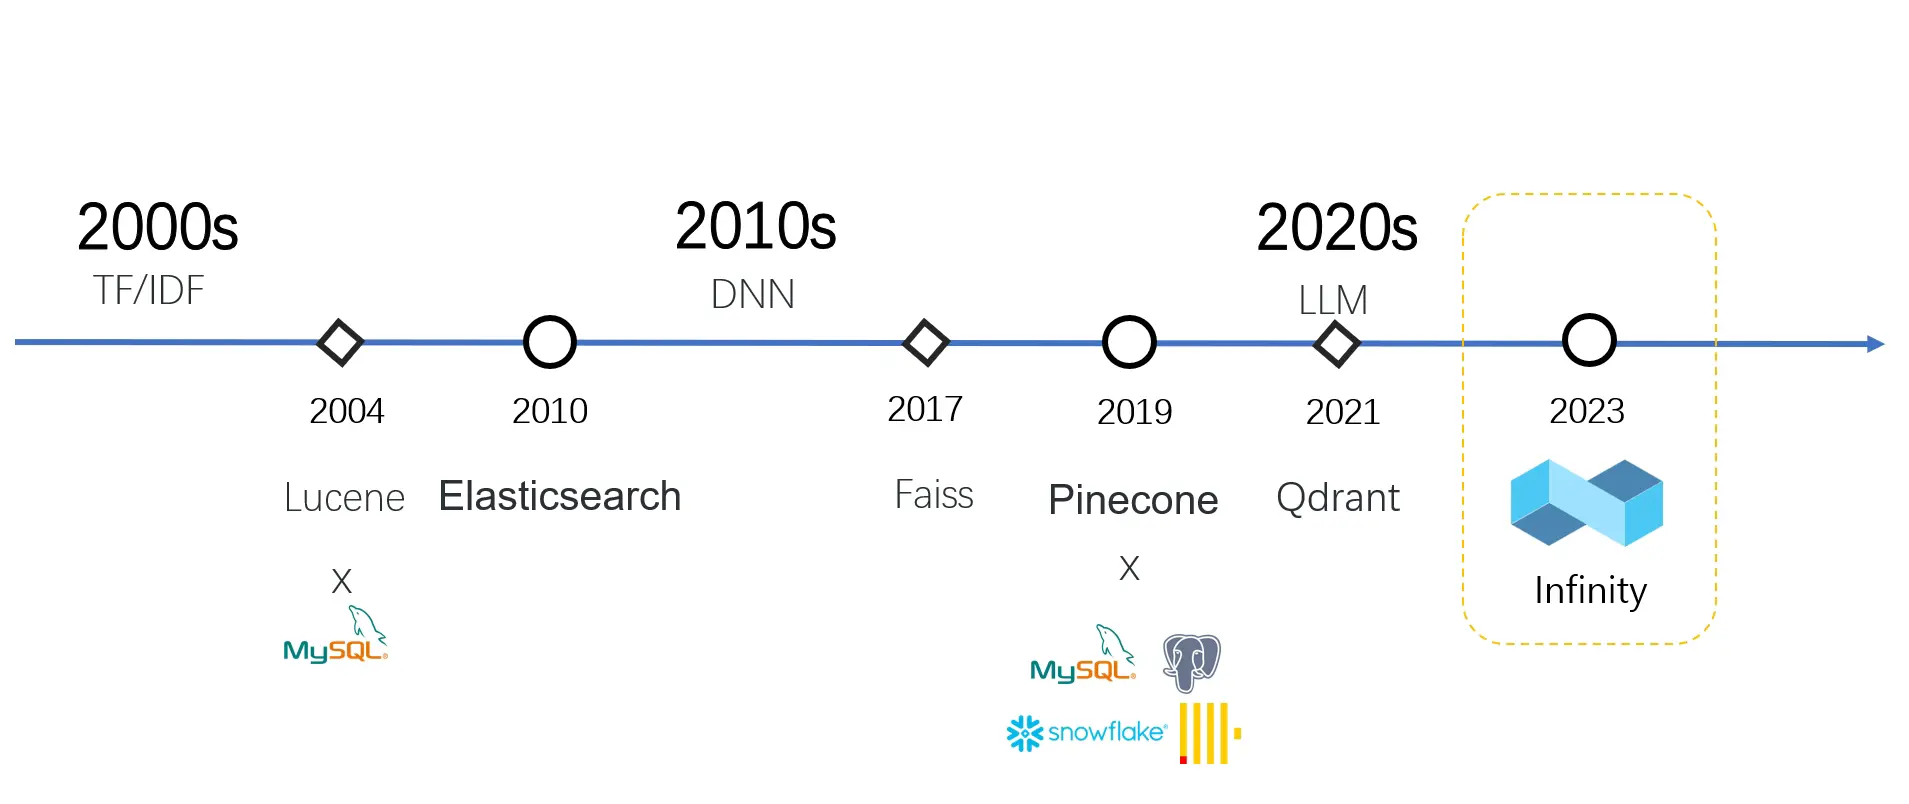 2000s
2010s
2020s
TF/IDF
DNN
LLM
2004
2010
2017
2019
2021
2023
Lucene
Elasticsearch
Faiss
Pinecone
Qdrant
Infinity
X
X
MySQL®
MySQL®
snowflake®